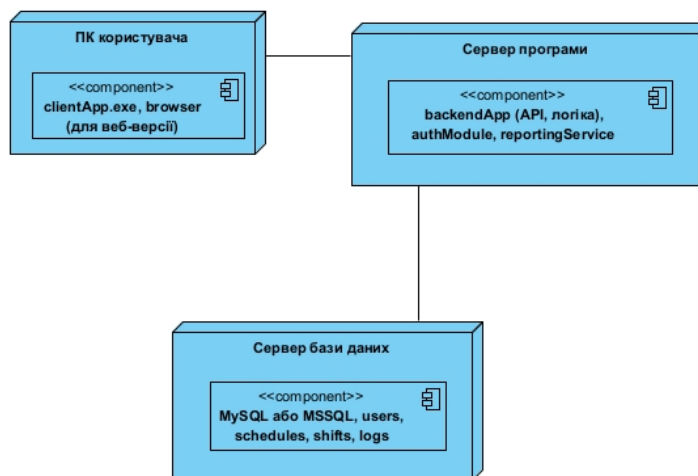 ПК користувача
<<component>>
clientApp.exe, browser
(для веб-версії)
Сервер програми
<<component>>
backendApp (API, логіка),
authModule, reportingService
Сервер бази даних
<<component>>
MySQL або MSSQL, users,
schedules, shifts, logs